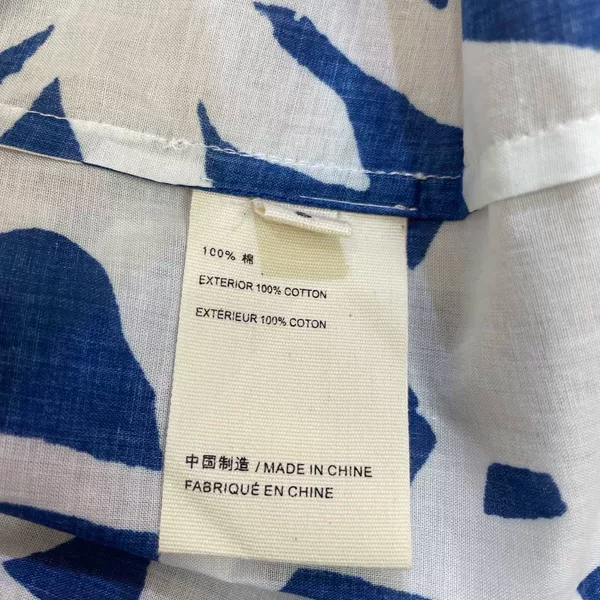 100% 棉
EXTERIOR 100% COTTON
EXTÉRIEUR 100% COTON
中国制造 / MADE IN CHINE
FABRIQUÉ EN CHINE